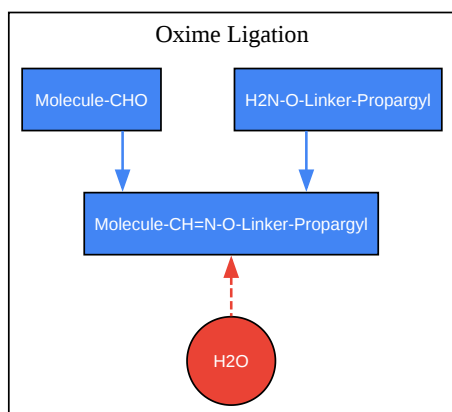 Oxime Ligation
Molecule-CHO
H2N-O-Linker-Propargyl
Molecule-CH=N-O-Linker-Propargyl
H2O